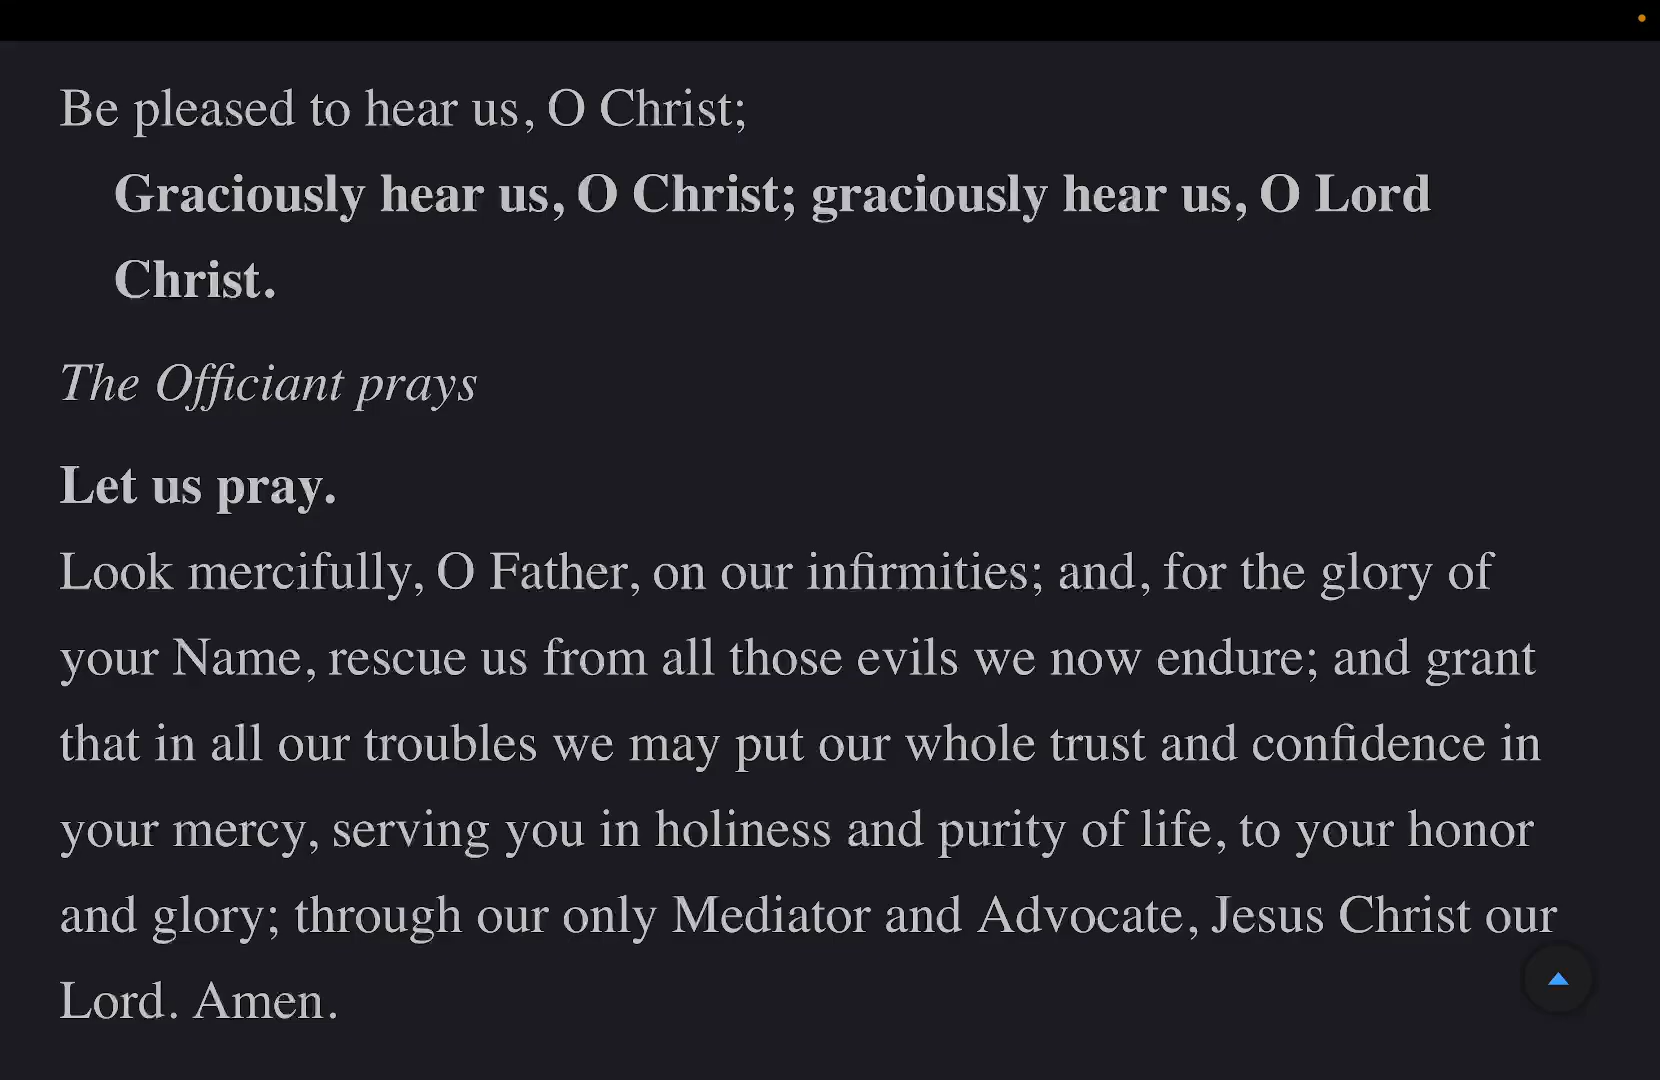 Be pleased to hear us, O Christ;
Graciously hear us, O Christ; graciously hear us, O Lord
Christ.
The Officiant prays
Let us pray.
Look mercifully, O Father, on our infirmities; and, for the glory of
your Name, rescue us from all those evils we now endure; and grant
that in all our troubles we may put our whole trust and confidence in
your mercy, serving you in holiness and purity of life, to your honor
and glory; through our only Mediator and Advocate, Jesus Christ our
Lord. Amen.